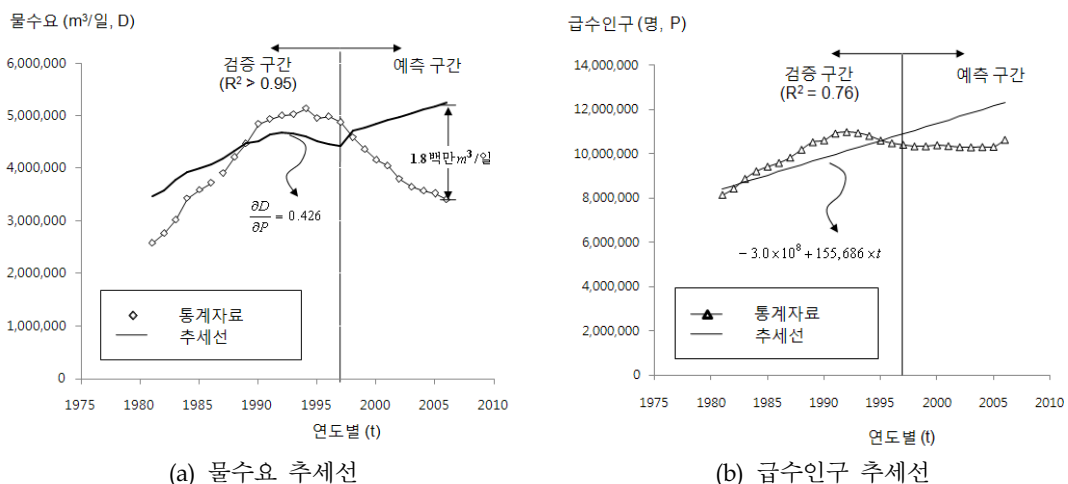 물수요 (m³/일, D)
6,000,000
5,000,000
4,000,000
3,000,000
2,000,000
1,000,000
0
1975 1980 1985 1990 1995 2000 2005 2010
연도별 (t)
검증 구간
(R² > 0.95)
예측 구간
1.8백만m³/일
∂D/∂P = 0.426
통계자료
추세선
(a) 물수요 추세선
급수인구 (명, P)
14,000,000
12,000,000
10,000,000
8,000,000
6,000,000
4,000,000
2,000,000
0
1975 1980 1985 1990 1995 2000 2005 2010
연도별 (t)
검증 구간
(R² = 0.76)
예측 구간
−3.0×10⁸+155,686×t
통계자료
추세선
(b) 급수인구 추세선